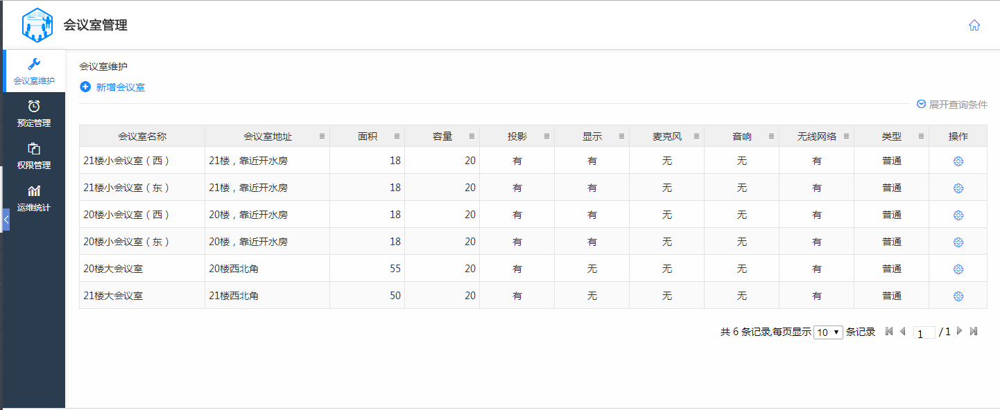 会议室管理
会议室维护
预定管理
权限管理
运维统计
会议室维护
新增会议室
展开查询条件
会议室名称 会议室地址 面积 容量 投影 显示 麦克风 音响 无线网络 类型 操作
21楼小会议室（西） 21楼，靠近开水房 18 20 有 有 无 无 有 普通
21楼小会议室（东） 21楼，靠近开水房 18 20 有 有 无 无 有 普通
20楼小会议室（西） 20楼，靠近开水房 18 20 有 有 无 无 有 普通
20楼小会议室（东） 20楼，靠近开水房 18 20 有 有 无 无 有 普通
20楼大会议室 20楼西北角 55 20 有 无 无 无 有 普通
21楼大会议室 21楼西北角 50 20 有 无 无 无 有 普通
共 6 条记录,每页显示 10 条记录 1 / 1